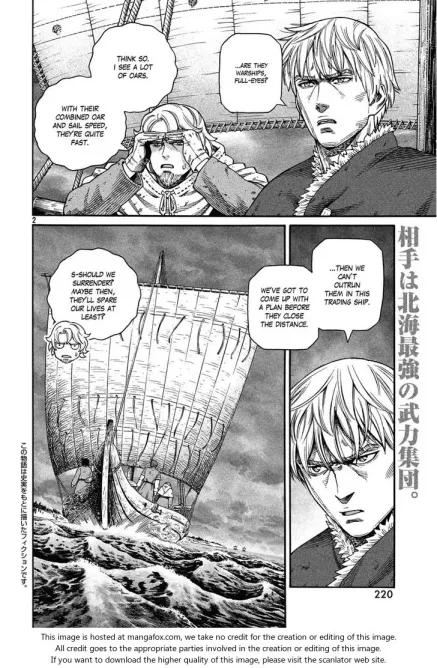 ...ARE THEY
WARSHIPS,
FULL-EYES?
THINK SO.
I SEE A LOT
OF OARS.
WITH THEIR
COMBINED OAR
AND SAIL SPEED,
THEY'RE QUITE
FAST.
2
相手は北海最強の武力集団。
...THEN WE
CAN'T
OUTRUN
THEM IN THIS
TRADING SHIP.
WE'VE GOT TO
COME UP WITH
A PLAN BEFORE
THEY CLOSE
THE DISTANCE.
S-SHOULD WE
SURRENDER?
MAYBE THEN,
THEY'LL SPARE
OUR LIVES AT
LEAST?
この物語は史実をもとに描いたフィクションです。
220
This image is hosted at mangafox.com, we take no credit for the creation or editing of this image.
All credit goes to the appropriate parties involved in the creation or editing of this image.
If you want to download the higher quality of this image, please visit the scanlator web site.